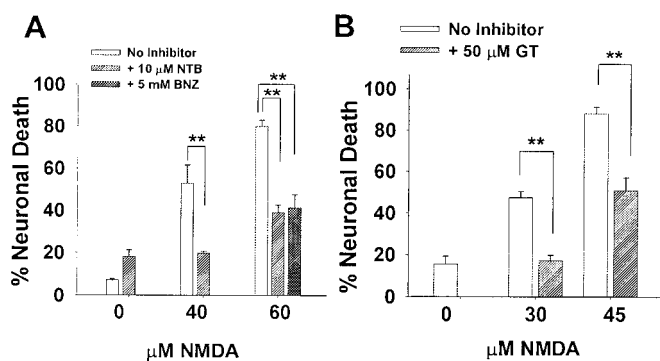 A
No Inhibitor
+ 10 µM NTB
+ 5 mM BNZ
% Neuronal Death
100
80
60
40
20
0
**
**
**
0 40 60
µM NMDA
B
No Inhibitor
+ 50 µM GT
% Neuronal Death
100
80
60
40
20
0
**
**
0 30 45
µM NMDA